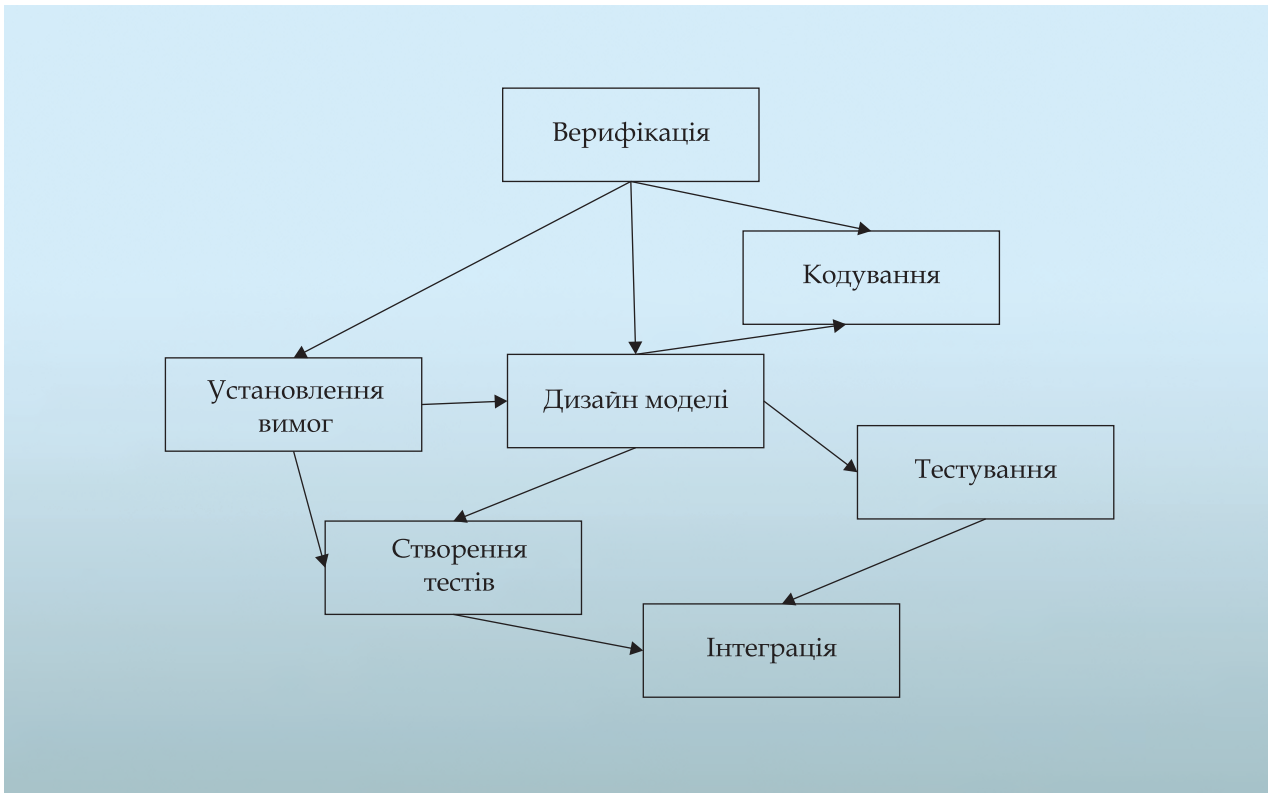 Верифікація
Кодування
Установлення
вимог
Дизайн моделі
Тестування
Створення
тестів
Інтеграція